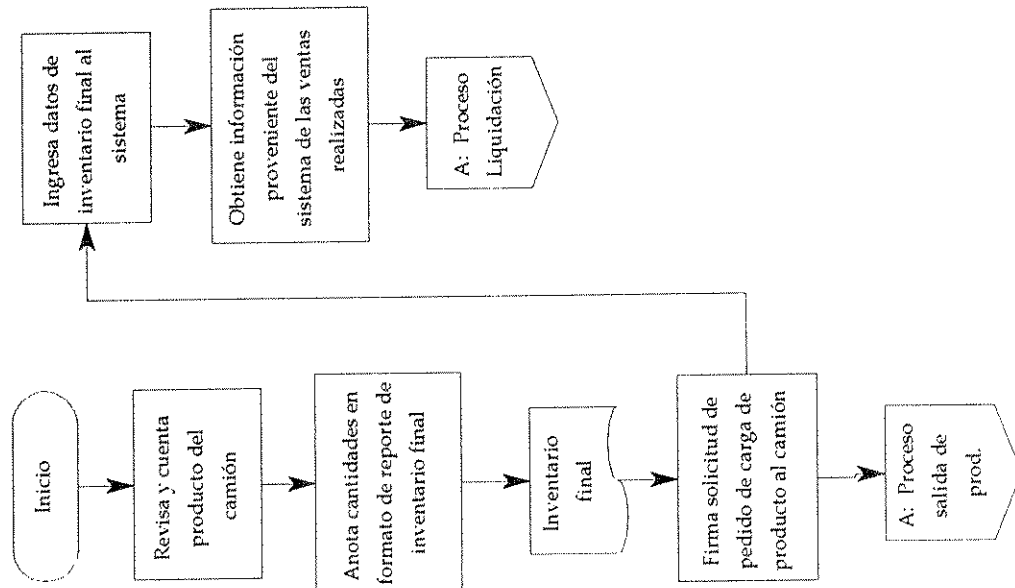 Inicio
Revisa y cuenta
producto del
camión
Anota cantidades en
formato de reporte de
inventario final
Inventario
final
Firma solicitud de
pedido de carga de
producto al camión
A: Proceso
salida de
prod.
Ingresa datos de
inventario final al
sistema
Obtiene información
proveniente del
sistema de las ventas
realizadas
A: Proceso
Liquidación